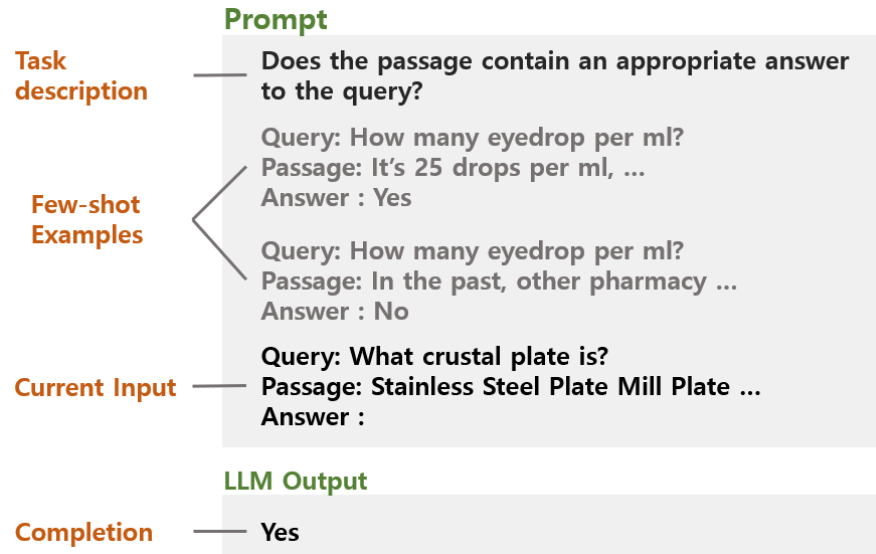 Prompt
Task
description
Does the passage contain an appropriate answer
to the query?
Few-shot
Examples
Query: How many eyedrop per ml?
Passage: It's 25 drops per ml, ...
Answer : Yes
Query: How many eyedrop per ml?
Passage: In the past, other pharmacy ...
Answer : No
Current Input
Query: What crustal plate is?
Passage: Stainless Steel Plate Mill Plate ...
Answer :
LLM Output
Completion
Yes